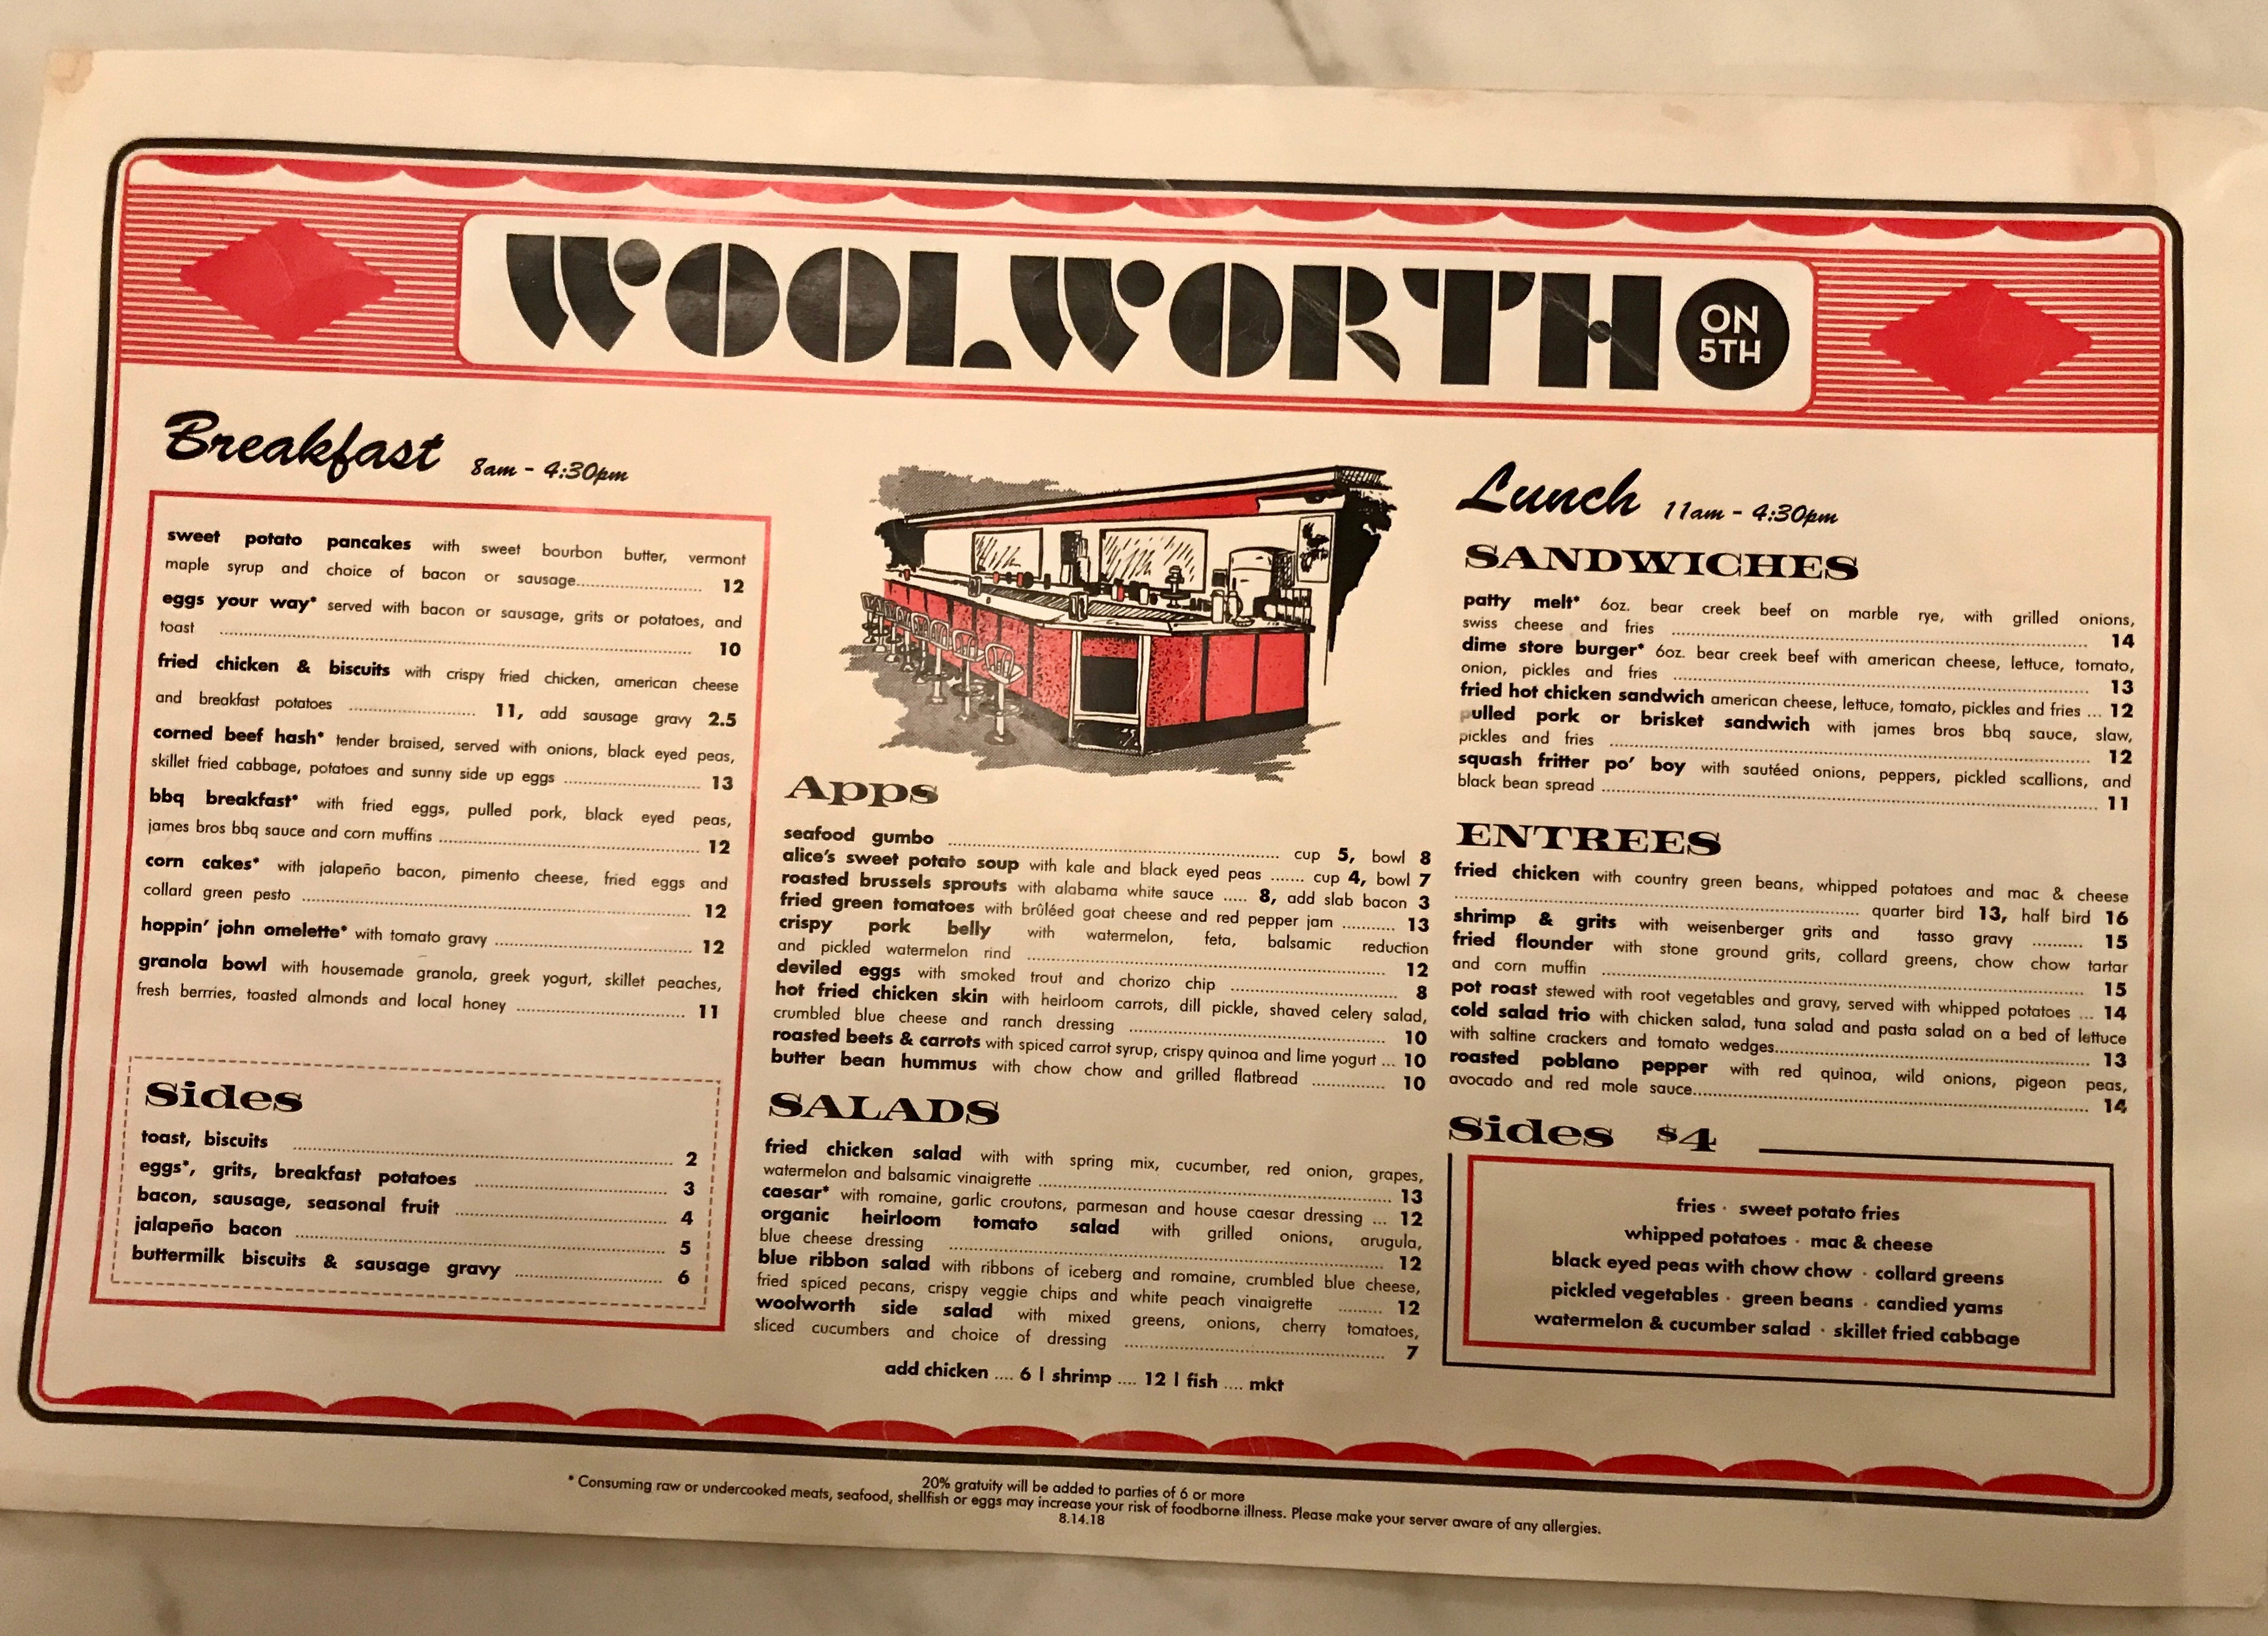 WOOLWORTH ON 5TH
Breakfast 8am - 4:30pm
sweet potato pancakes with sweet bourbon butter, vermont
maple syrup and choice of bacon or sausage.............................. 12
eggs your way* served with bacon or sausage, grits or potatoes, and
toast .............................. 10
fried chicken & biscuits with crispy fried chicken, american cheese
and breakfast potatoes .............................. 11, add sausage gravy 2.5
corned beef hash* tender braised, served with onions, black eyed peas,
skillet fried cabbage, potatoes and sunny side up eggs .............................. 13
bbq breakfast* with fried eggs, pulled pork, black eyed peas,
james bros bbq sauce and corn muffins .............................. 12
corn cakes* with jalapeño bacon, pimento cheese, fried eggs and
collard green pesto .............................. 12
hoppin' john omelette* with tomato gravy .............................. 12
granola bowl with housemade granola, greek yogurt, skillet peaches,
fresh berrries, toasted almonds and local honey .............................. 11
Sides
toast, biscuits .............................. 2
eggs*, grits, breakfast potatoes .............................. 3
bacon, sausage, seasonal fruit .............................. 4
jalapeño bacon .............................. 5
buttermilk biscuits & sausage gravy .............................. 6
Apps
seafood gumbo .............................. cup 5, bowl 8
alice's sweet potato soup with kale and black eyed peas ....... cup 4, bowl 7
roasted brussels sprouts with alabama white sauce ..... 8, add slab bacon 3
fried green tomatoes with brûléed goat cheese and red pepper jam .......... 13
crispy pork belly with watermelon, feta, balsamic reduction
and pickled watermelon rind .............................. 12
deviled eggs with smoked trout and chorizo chip .............................. 8
hot fried chicken skin with heirloom carrots, dill pickle, shaved celery salad,
crumbled blue cheese and ranch dressing .............................. 10
roasted beets & carrots with spiced carrot syrup, crispy quinoa and lime yogurt ... 10
butter bean hummus with chow chow and grilled flatbread .............. 10
SALADS
fried chicken salad with with spring mix, cucumber, red onion, grapes,
watermelon and balsamic vinaigrette .............................. 13
caesar* with romaine, garlic croutons, parmesan and house caesar dressing ... 12
organic heirloom tomato salad with grilled onions, arugula,
blue cheese dressing .............................. 12
blue ribbon salad with ribbons of iceberg and romaine, crumbled blue cheese,
fried spiced pecans, crispy veggie chips and white peach vinaigrette ......... 12
woolworth side salad with mixed greens, onions, cherry tomatoes,
sliced cucumbers and choice of dressing .............................. 7
add chicken .... 6 | shrimp .... 12 | fish .... mkt
Lunch 11am - 4:30pm
SANDWICHES
patty melt* 6oz. bear creek beef on marble rye, with grilled onions,
swiss cheese and fries .............................. 14
dime store burger* 6oz. bear creek beef with american cheese, lettuce, tomato,
onion, pickles and fries .............................. 13
fried hot chicken sandwich american cheese, lettuce, tomato, pickles and fries ... 12
pulled pork or brisket sandwich with james bros bbq sauce, slaw,
pickles and fries .............................. 12
squash fritter po' boy with sautéed onions, peppers, pickled scallions, and
black bean spread .............................. 11
ENTREES
fried chicken with country green beans, whipped potatoes and mac & cheese
.............................. quarter bird 13, half bird 16
shrimp & grits with weisenberger grits and tasso gravy .......... 15
fried flounder with stone ground grits, collard greens, chow chow tartar
and corn muffin .............................. 15
pot roast stewed with root vegetables and gravy, served with whipped potatoes ... 14
cold salad trio with chicken salad, tuna salad and pasta salad on a bed of lettuce
with saltine crackers and tomato wedges.............................. 13
roasted poblano pepper with red quinoa, wild onions, pigeon peas,
avocado and red mole sauce.............................. 14
Sides $4
fries · sweet potato fries
whipped potatoes · mac & cheese
black eyed peas with chow chow · collard greens
pickled vegetables · green beans · candied yams
watermelon & cucumber salad · skillet fried cabbage
20% gratuity will be added to parties of 6 or more
* Consuming raw or undercooked meats, seafood, shellfish or eggs may increase your risk of foodborne illness. Please make your server aware of any allergies.
8.14.18